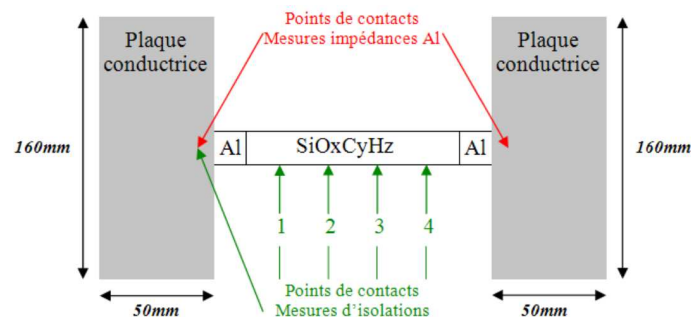 Points de contacts
Mesures impédances Al
Plaque
conductrice
Plaque
conductrice
160mm
Al
SiOxCyHz
Al
160mm
1
2
3
4
Points de contacts
Mesures d’isolations
50mm
50mm